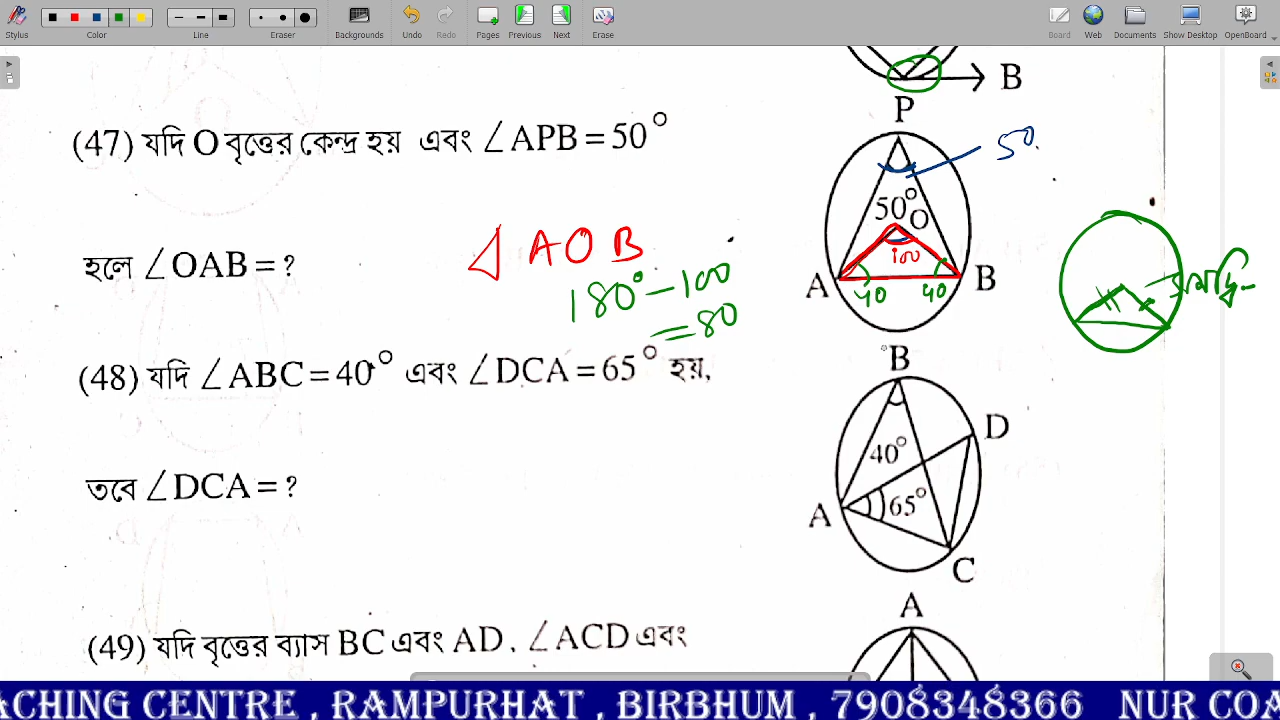 Stylus Color Line Eraser Backgrounds Undo Redo Pages Previous Next Erase Board Web Documents Show Desktop OpenBoard
B
P
(47) যদি O বৃত্তের কেন্দ্র হয় এবং ∠APB = 50°
50
50° O
100
হলে ∠OAB = ?
AOB
A 40 40 B
180° - 100
= 80
সমদ্বি-
B
(48) যদি ∠ABC = 40° এবং ∠DCA = 65° হয়,
D
40°
তবে ∠DCA = ?
A 65°
C
A
(49) যদি বৃত্তের ব্যাস BC এবং AD, ∠ACD এবং
ACHING CENTRE , RAMPURHAT , BIRBHUM , 7908348366 NUR COA